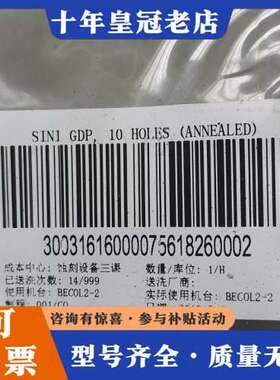 十年皇冠老店
SINI GDP, 10 HOLES (ANNEALED)
30031616000075618260002
成本中心: 蚀刻设备三课
数量/库位: 1/H
已送洗次数: 14/999
送洗厂商:
使用机台: BECOL2-2
实际使用机台: BECOL2-2
咨询有惊喜·参与有活动
型号齐全·质量优